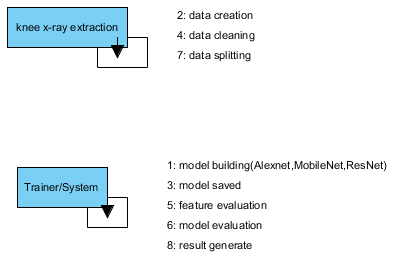 knee x-ray extraction
2: data creation
4: data cleaning
7: data splitting
Trainer/System
1: model building(Alexnet,MobileNet,ResNet)
3: model saved
5: feature evaluation
6: model evaluation
8: result generate